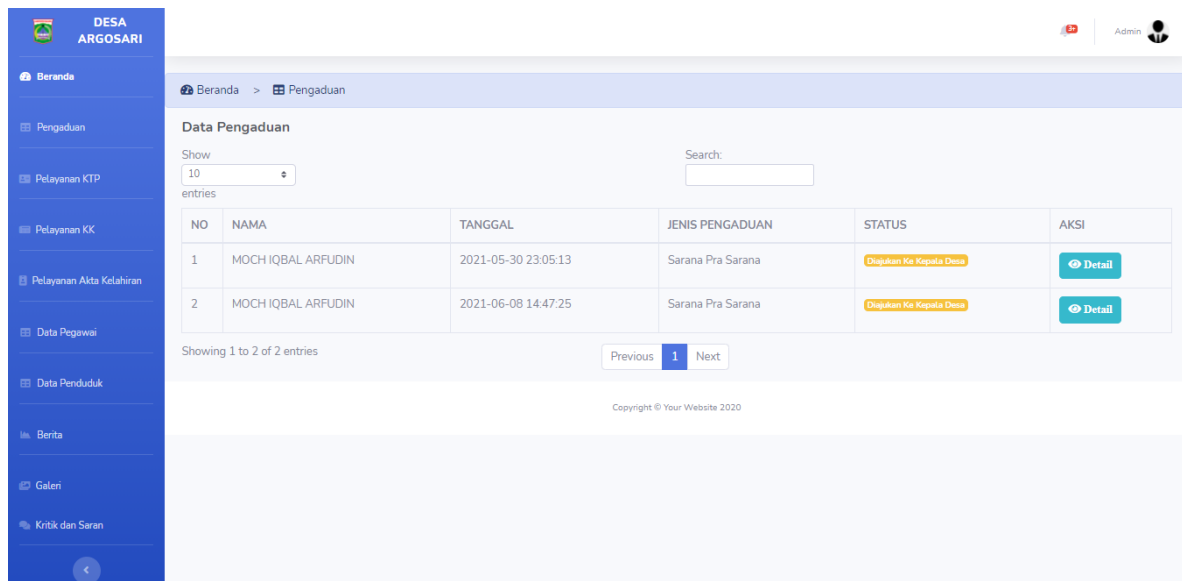 DESA
ARGOSARI
3+
Admin
Beranda
Pengaduan
Pelayanan KTP
Pelayanan KK
Pelayanan Akta Kelahiran
Data Pegawai
Data Penduduk
Berita
Galeri
Kritik dan Saran
Beranda > Pengaduan
Data Pengaduan
Show
10
entries
Search:
NO NAMA TANGGAL JENIS PENGADUAN STATUS AKSI
1 MOCH IQBAL ARFUDIN 2021-05-30 23:05:13 Sarana Pra Sarana Diajukan Ke Kepala Desa Detail
2 MOCH IQBAL ARFUDIN 2021-06-08 14:47:25 Sarana Pra Sarana Diajukan Ke Kepala Desa Detail
Showing 1 to 2 of 2 entries
Previous 1 Next
Copyright © Your Website 2020